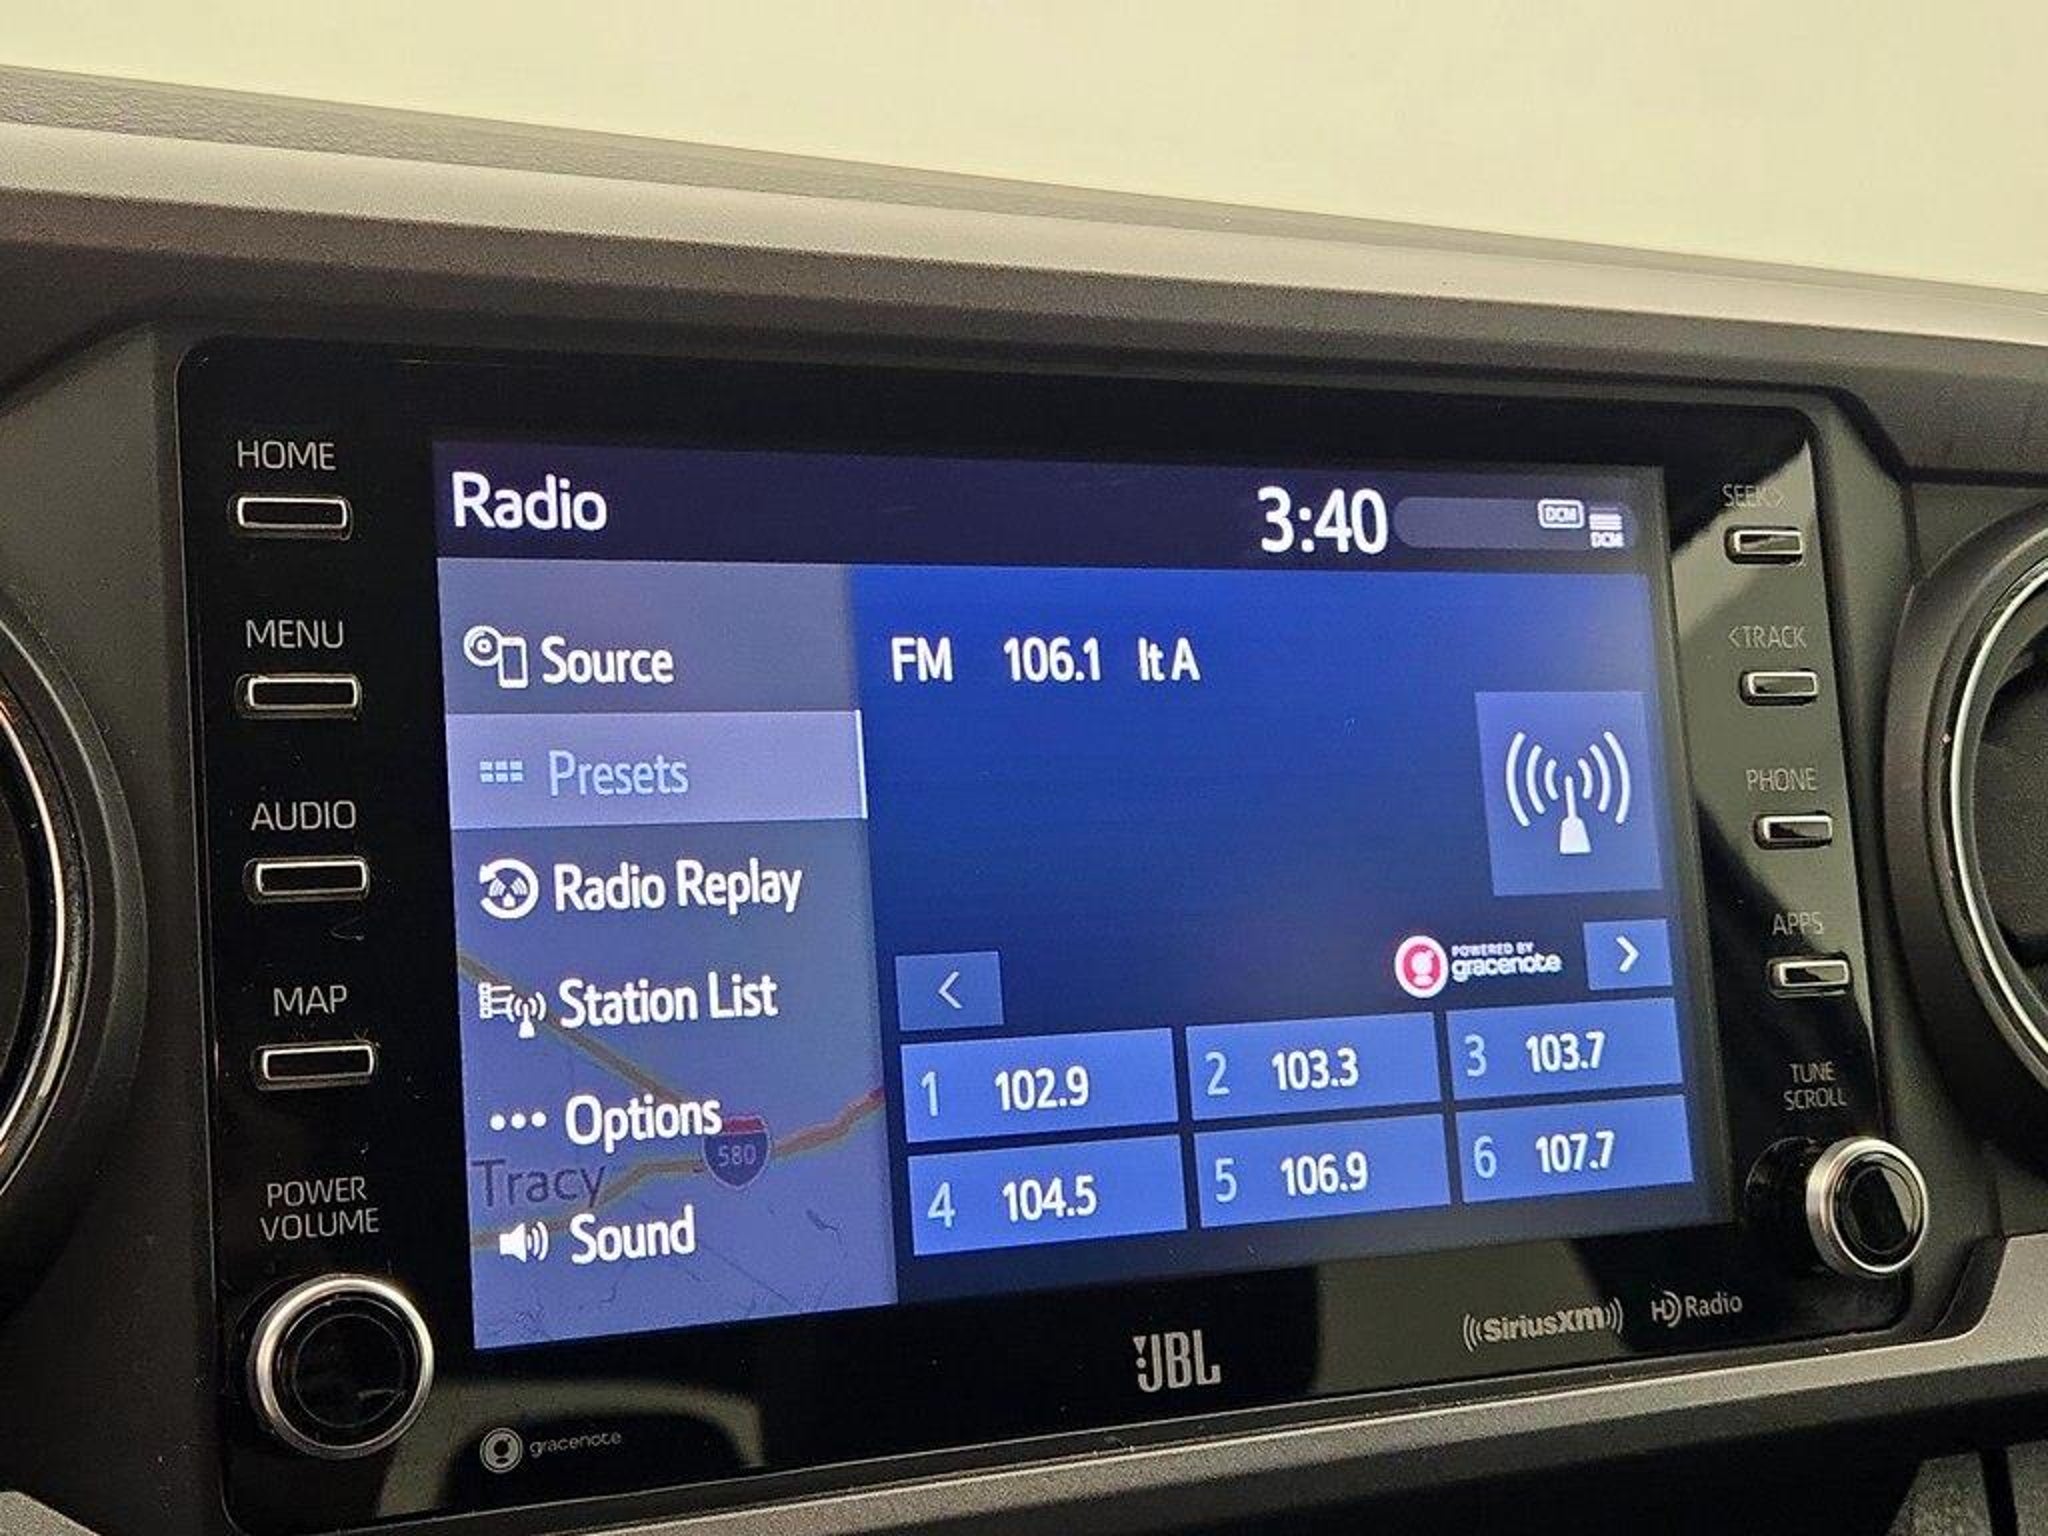 HOME
MENU
AUDIO
MAP
POWER
VOLUME
Radio
3:40
DCM
DCM
Source
Presets
Radio Replay
Station List
Options
580
Tracy
Sound
FM 106.1 It A
POWERED BY
gracenote
1 102.9
2 103.3
3 103.7
4 104.5
5 106.9
6 107.7
SEEK>
<TRACK
PHONE
APPS
TUNE
SCROLL
gracenote
JBL
SiriusXM
HD Radio